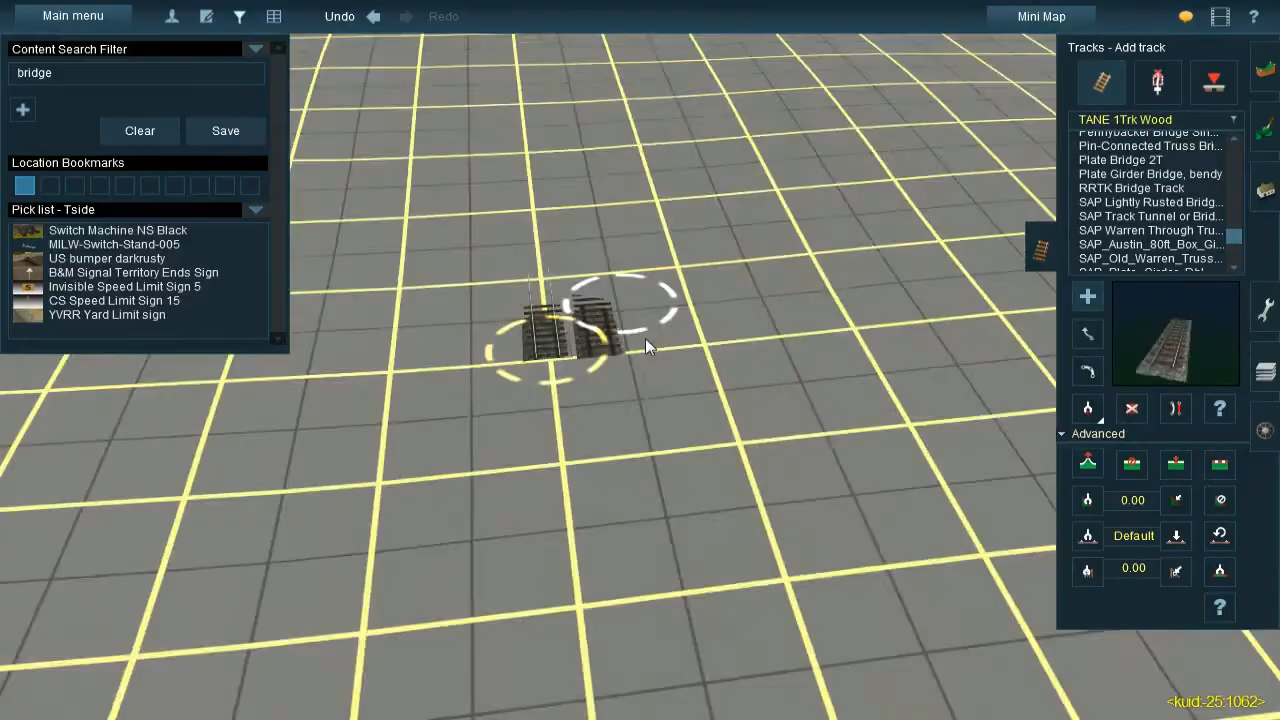 Main menu
Undo
Redo
Mini Map
?
Content Search Filter
bridge
Clear
Save
Location Bookmarks
Pick list - Tside
Switch Machine NS Black
MILW-Switch-Stand-005
US bumper darkrusty
B&M Signal Territory Ends Sign
Invisible Speed Limit Sign 5
CS Speed Limit Sign 15
YVRR Yard Limit sign
Tracks - Add track
TANE 1Trk Wood
Pennybacker Bridge Sin...
Pin-Connected Truss Bri...
Plate Bridge 2T
Plate Girder Bridge, bendy
RRTK Bridge Track
SAP Lightly Rusted Bridg...
SAP Track Tunnel or Brid...
SAP Warren Through Tru...
SAP_Austin_80ft_Box_Gi...
SAP_Old_Warren_Truss...
?
Advanced
0.00
Default
0.00
?
<kuid:-25:1062>